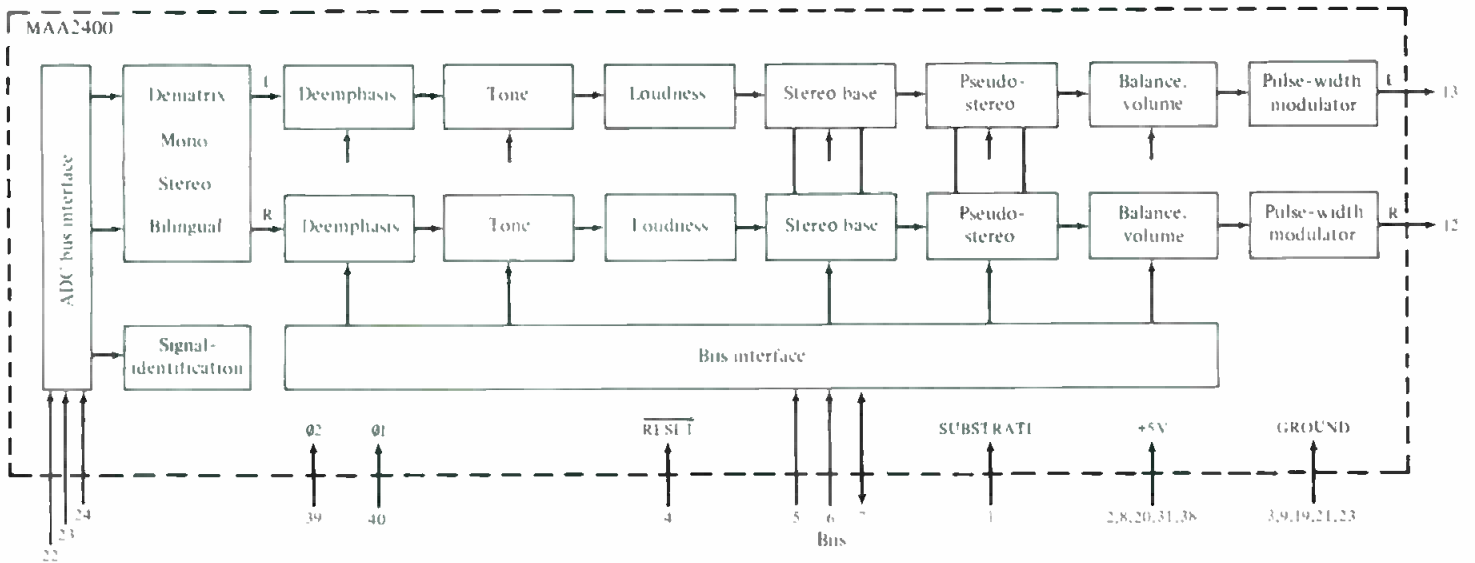 MAA2400
ADC bus interface
Dematrix
Mono
Stereo
Bilingual
L
Deemphasis
Tone
Loudness
Stereo base
Pseudo-
stereo
Balance,
volume
Pulse-width
modulator
L
13
R
Deemphasis
Tone
Loudness
Stereo base
Pseudo-
stereo
Balance,
volume
Pulse-width
modulator
R
12
Signal-
identification
Bus interface
Ø2
Ø1
RESET
SUBSTRATE
+5V
GROUND
22
23
24
39
40
4
5
6
7
Bus
1
2,8,20,31,38
3,9,19,21,23